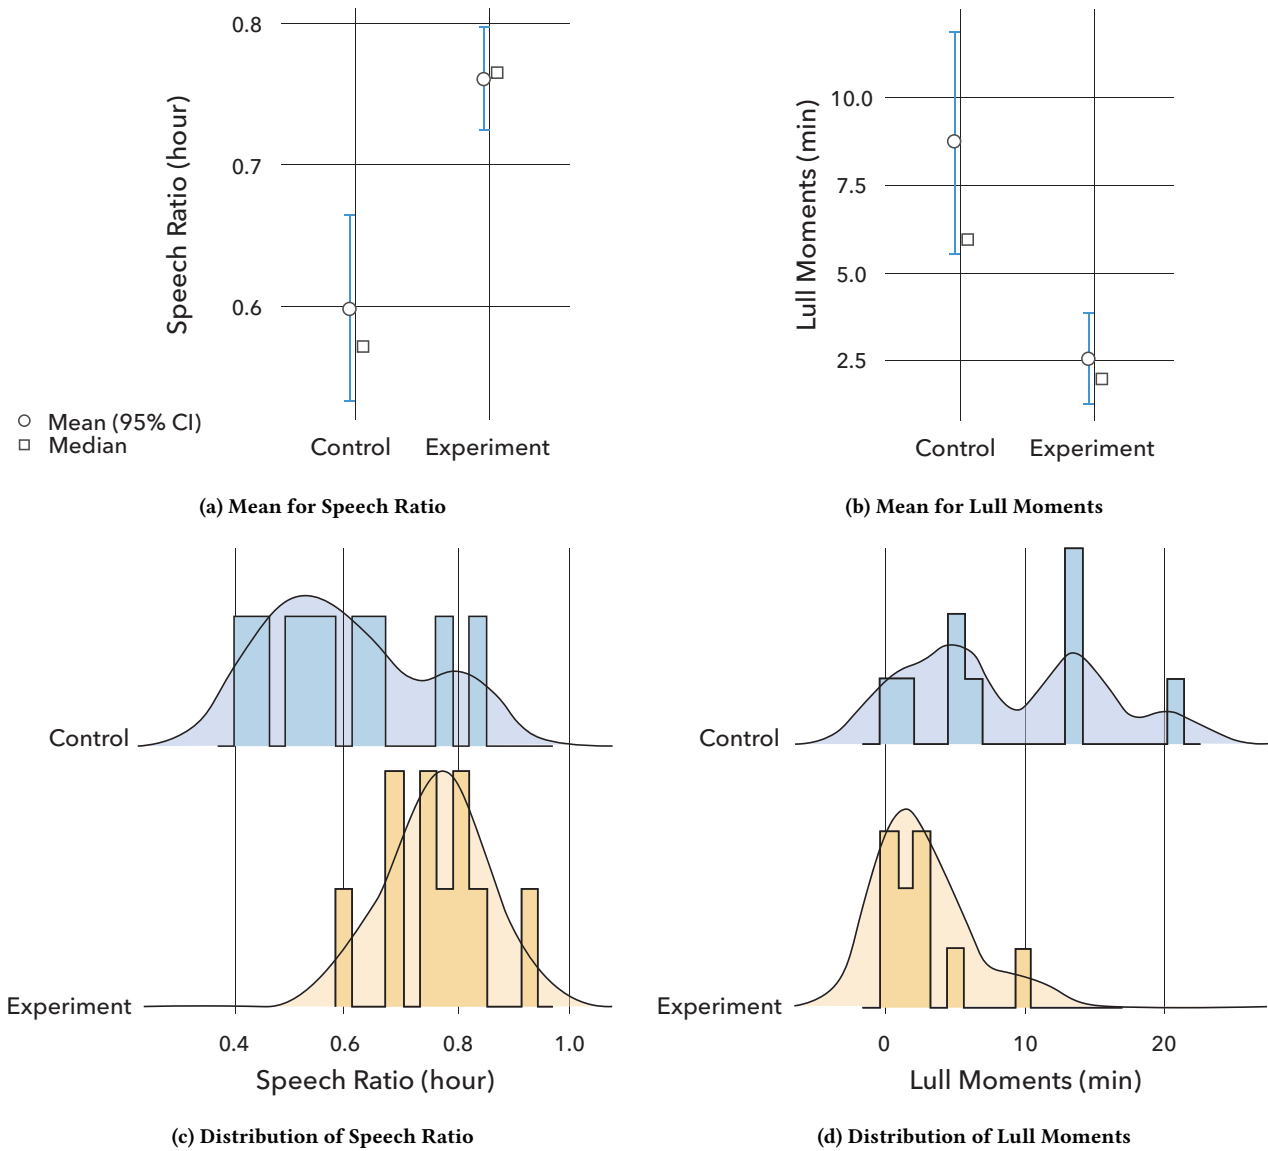 0.8
0.7
0.6
Speech Ratio (hour)
Mean (95% CI)
Median
Control Experiment
(a) Mean for Speech Ratio
10.0
7.5
5.0
2.5
Lull Moments (min)
Control Experiment
(b) Mean for Lull Moments
Control
Experiment
0.4 0.6 0.8 1.0
Speech Ratio (hour)
(c) Distribution of Speech Ratio
Control
Experiment
0 10 20
Lull Moments (min)
(d) Distribution of Lull Moments